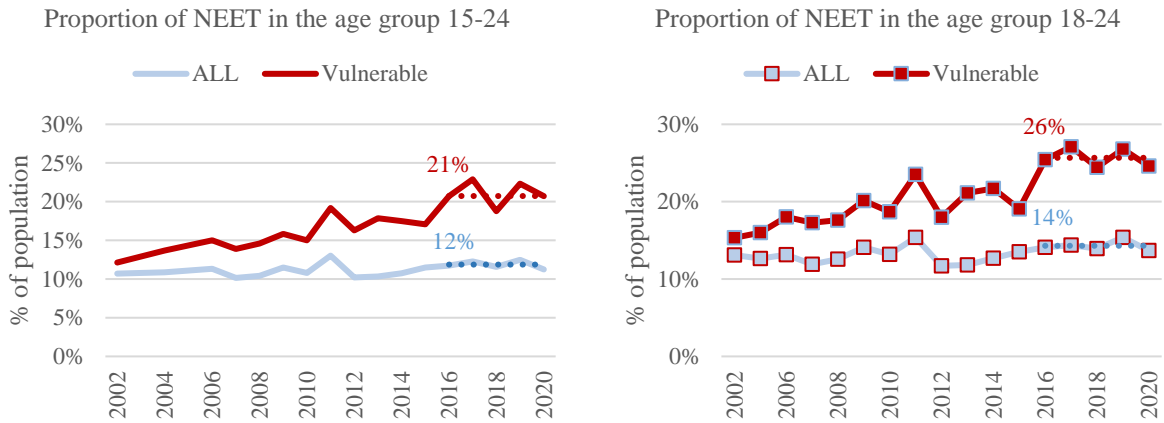 Proportion of NEET in the age group 15-24
ALL Vulnerable
% of population
30%
25%
20%
15%
10%
5%
0%
21%
12%
2002 2004 2006 2008 2010 2012 2014 2016 2018 2020
Proportion of NEET in the age group 18-24
ALL Vulnerable
% of population
30%
20%
10%
0%
26%
14%
2002 2006 2008 2010 2012 2014 2016 2018 2020